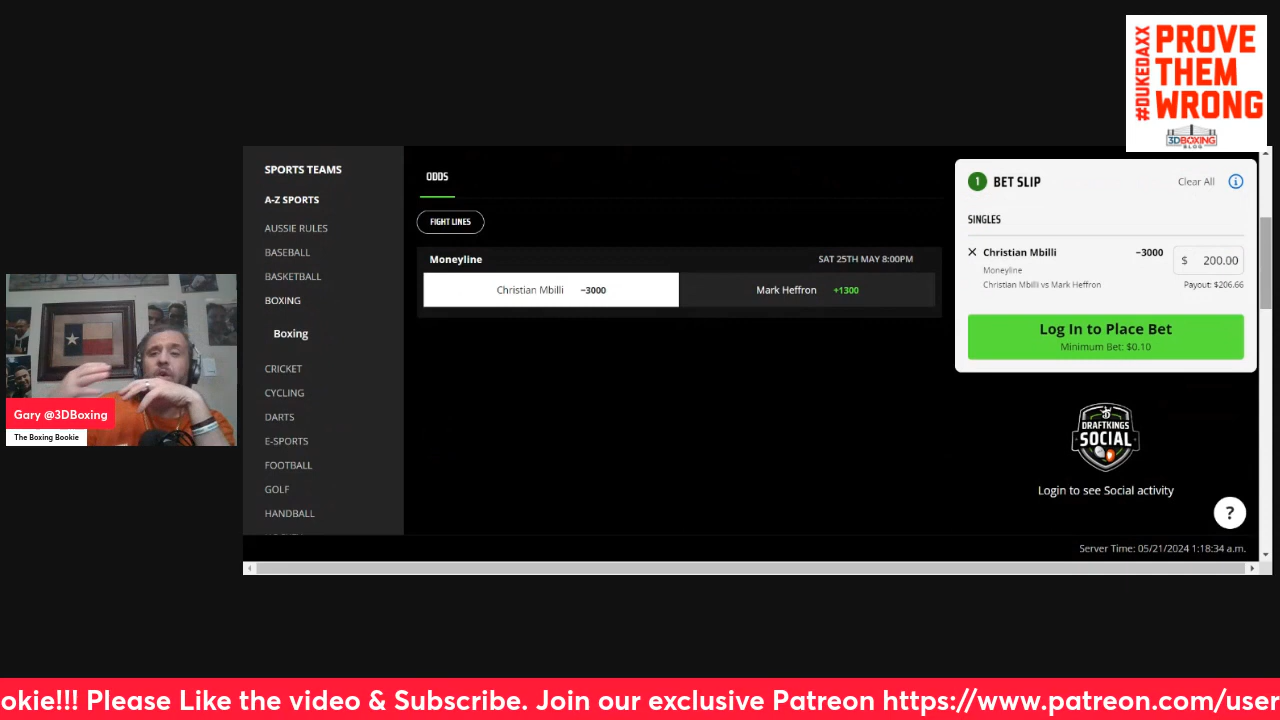 #DUKEDAXX
PROVE
THEM
WRONG
3DBOXING
BLOG
SPORTS TEAMS
A-Z SPORTS
AUSSIE RULES
BASEBALL
BASKETBALL
BOXING
Boxing
CRICKET
CYCLING
DARTS
E-SPORTS
FOOTBALL
GOLF
HANDBALL
ODDS
FIGHT LINES
Moneyline SAT 25TH MAY 8:00PM
Christian Mbilli −3000 Mark Heffron +1300
1 BET SLIP Clear All
SINGLES
Christian Mbilli −3000 $ 200.00
Moneyline
Christian Mbilli vs Mark Heffron Payout: $206.66
Log In to Place Bet
Minimum Bet: $0.10
DRAFTKINGS
SOCIAL
Login to see Social activity
?
Server Time: 05/21/2024 1:18:34 a.m.
Gary @3DBoxing
The Boxing Bookie
okie!!! Please Like the video & Subscribe. Join our exclusive Patreon https://www.patreon.com/user